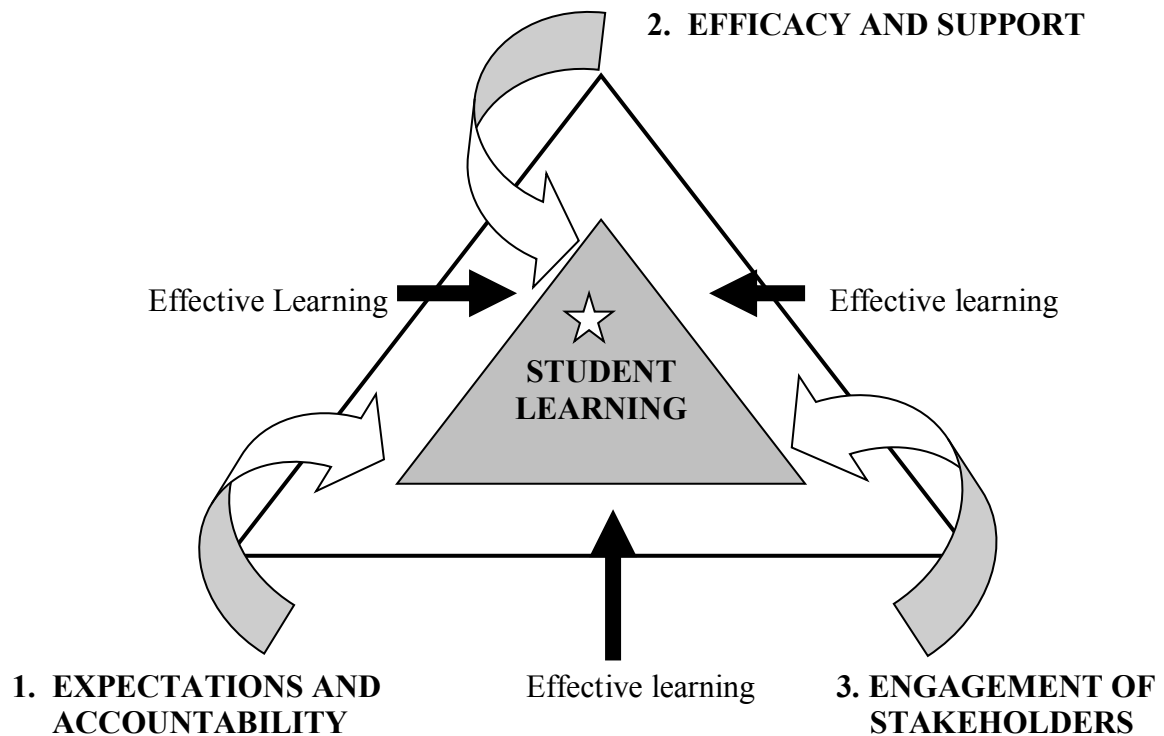 2. EFFICACY AND SUPPORT
Effective Learning
Effective learning
STUDENT
LEARNING
1. EXPECTATIONS AND
ACCOUNTABILITY
Effective learning
3. ENGAGEMENT OF
STAKEHOLDERS